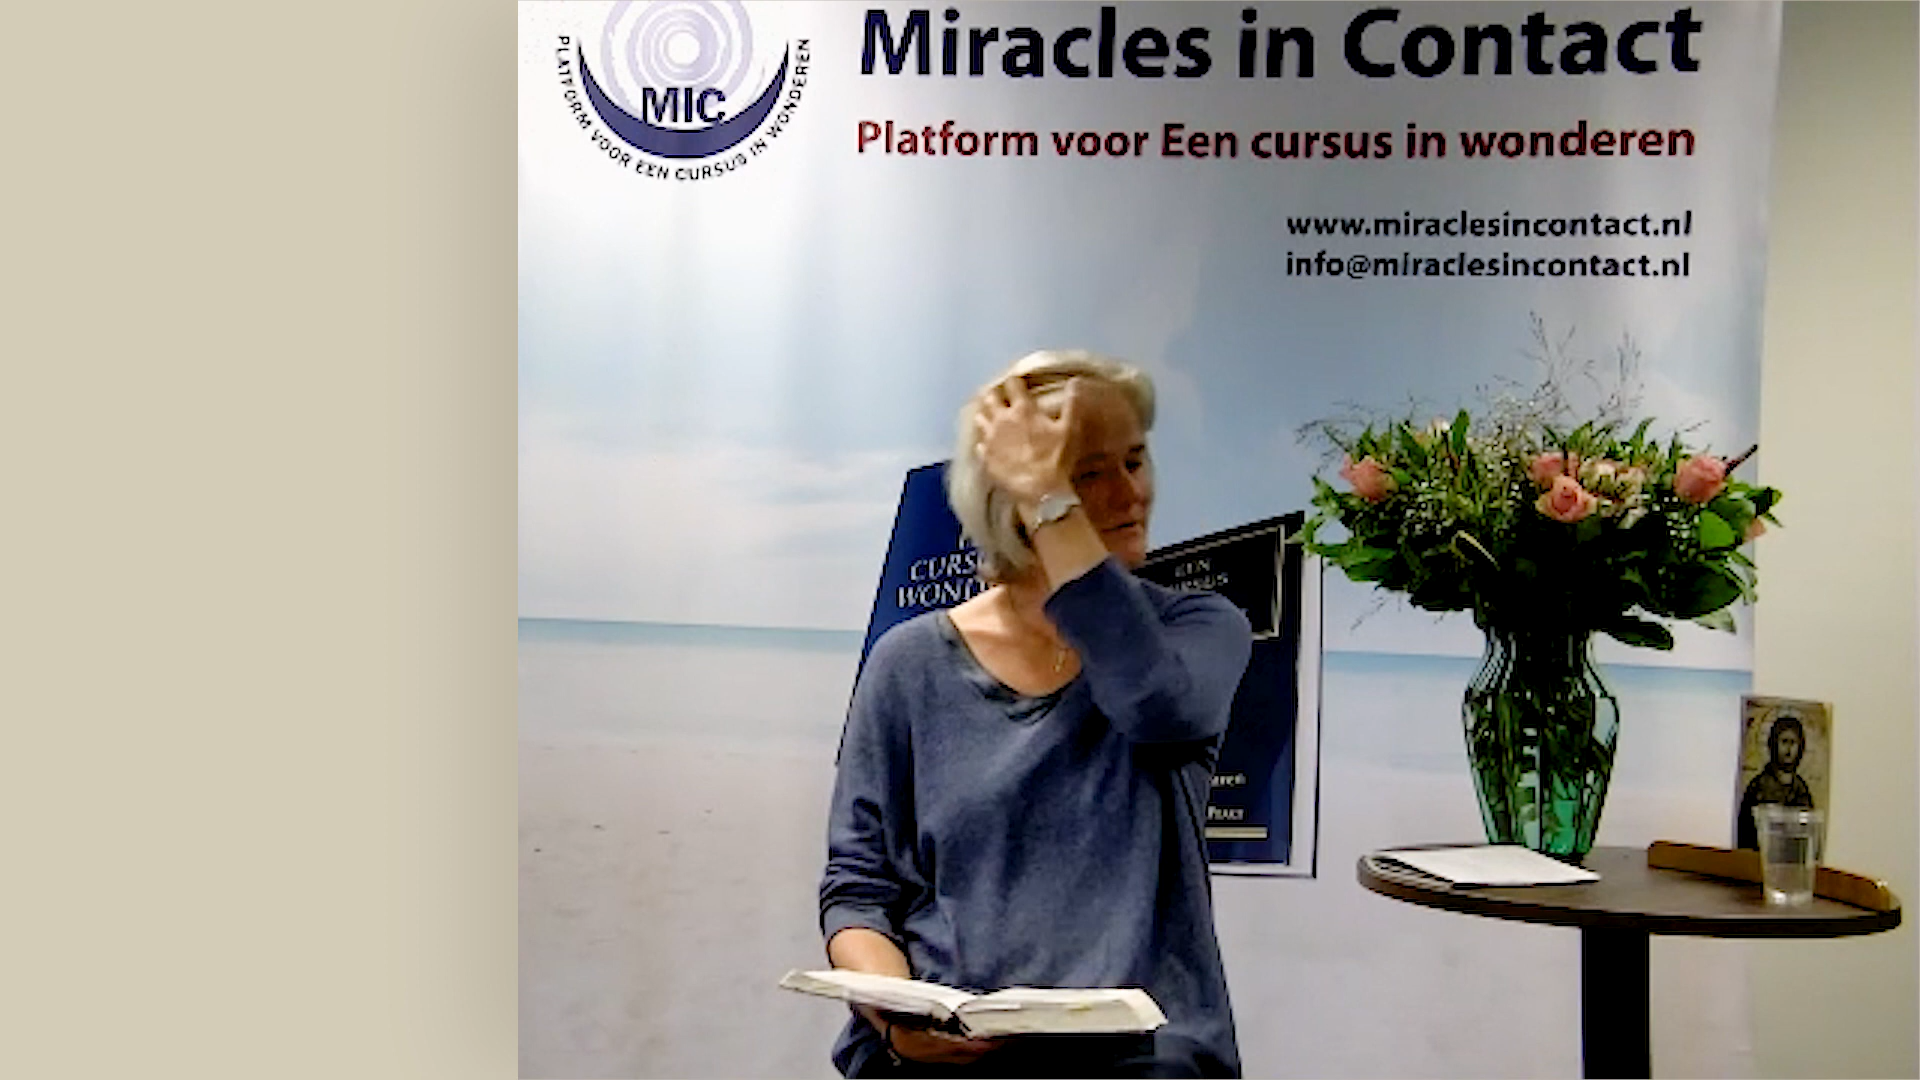 PLATFORM VOOR EEN CURSUS IN WONDEREN
MIC
Miracles in Contact
Platform voor Een cursus in wonderen
www.miraclesincontact.nl
info@miraclesincontact.nl
EEN